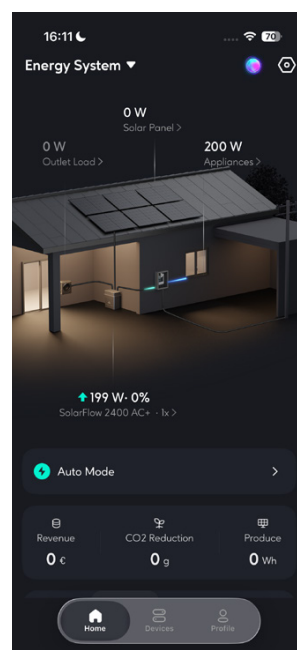 16:11
70
Energy System ▼
0 W
Solar Panel >
0 W
Outlet Load >
200 W
Appliances >
199 W · 0%
SolarFlow 2400 AC+ · 1x >
Auto Mode
Revenue
0 €
CO2 Reduction
0 g
Produce
0 Wh
Home
Devices
Profile